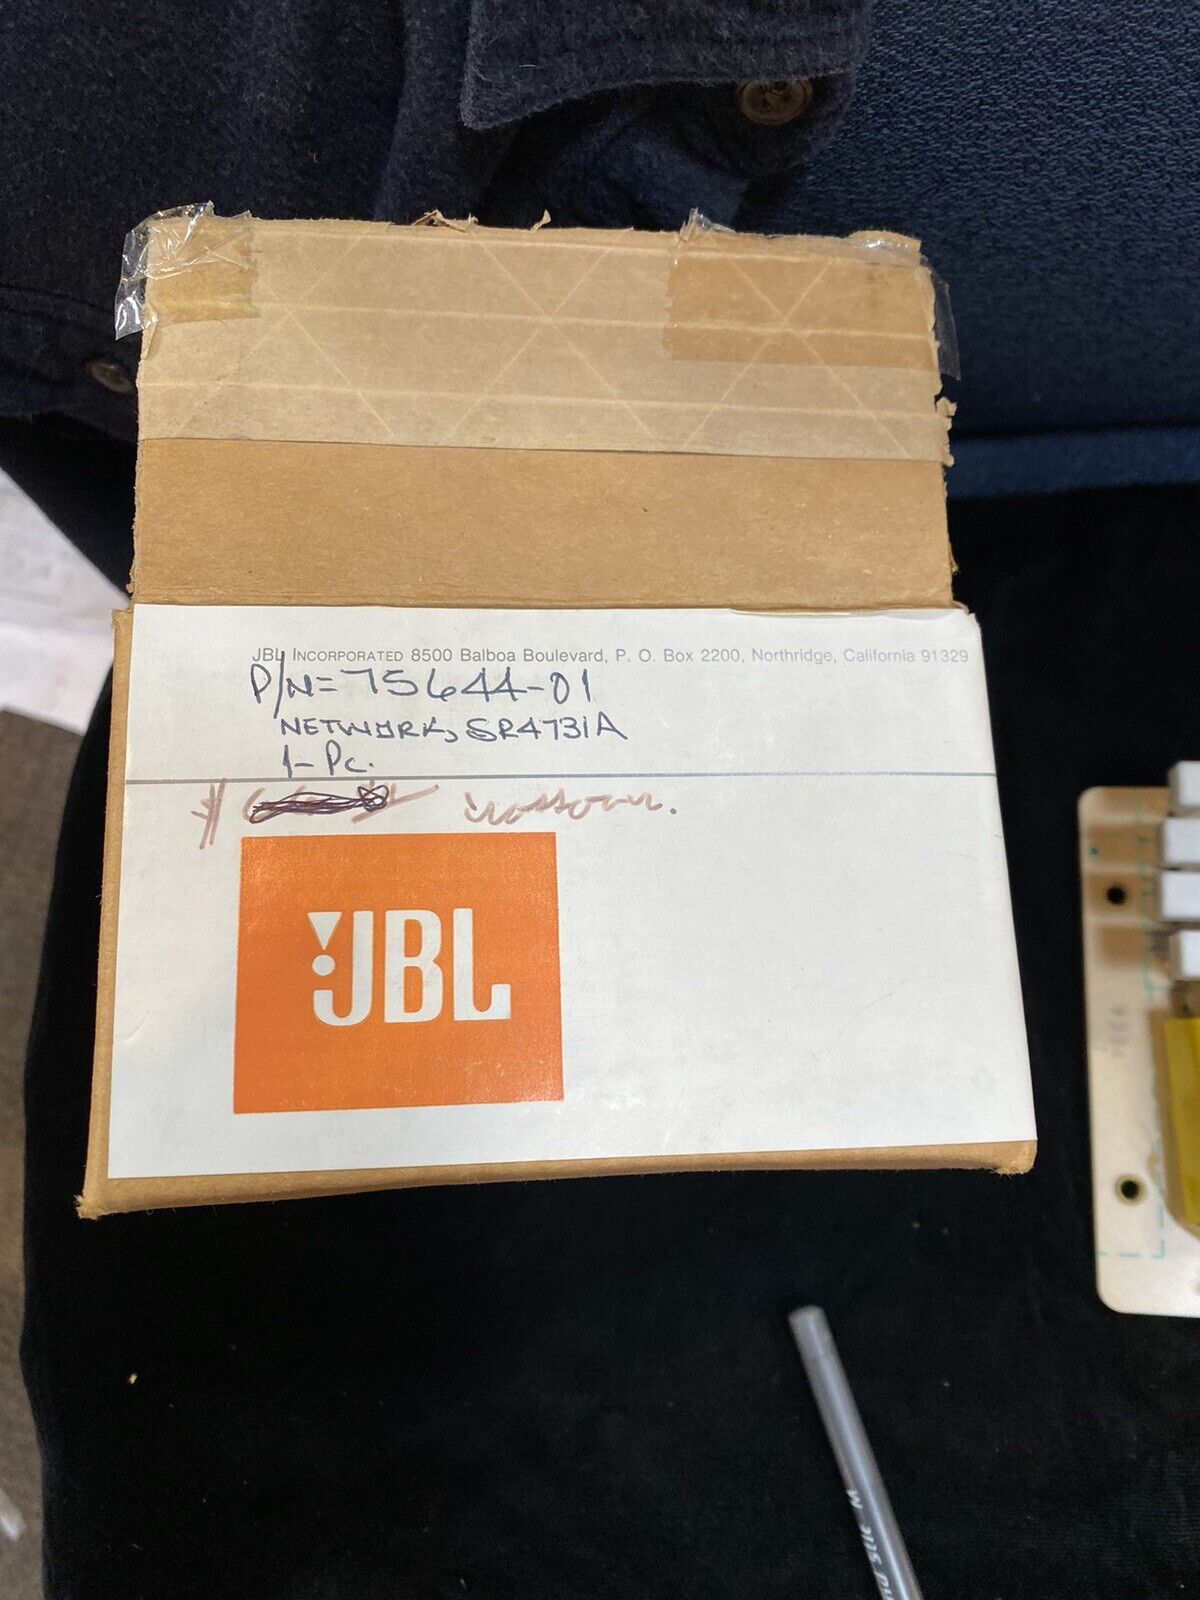 JBL INCORPORATED 8500 Balboa Boulevard, P. O. Box 2200, Northridge, California 91329
P/N=75644-01
NETWORK, SR4731A
1-Pc.
$ crossover.
JBL